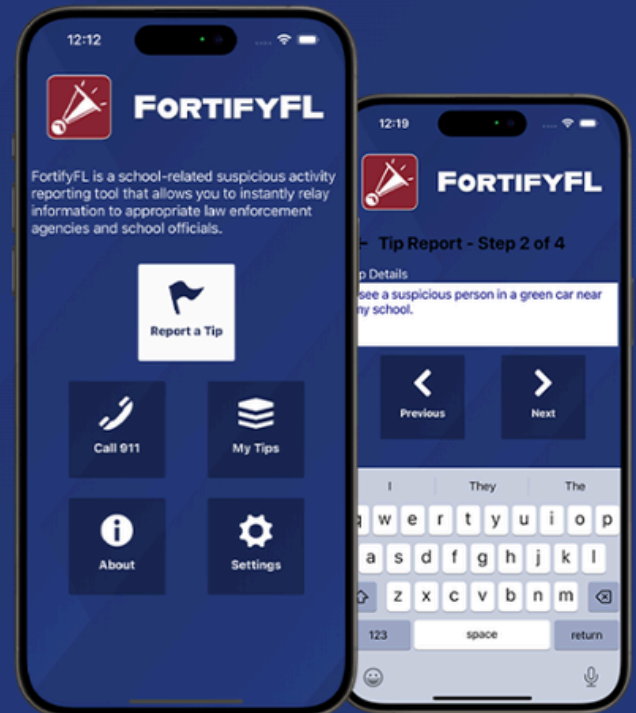 12:12
FORTIFYFL
FortifyFL is a school-related suspicious activity
reporting tool that allows you to instantly relay
information to appropriate law enforcement
agencies and school officials.
Report a Tip
Call 911
My Tips
About
Settings
12:19
FORTIFYFL
Tip Report - Step 2 of 4
p Details
see a suspicious person in a green car near
my school.
Previous
Next
I
They
The
q w e r t y u i o p
a s d f g h j k l
z x c v b n m
123
space
return